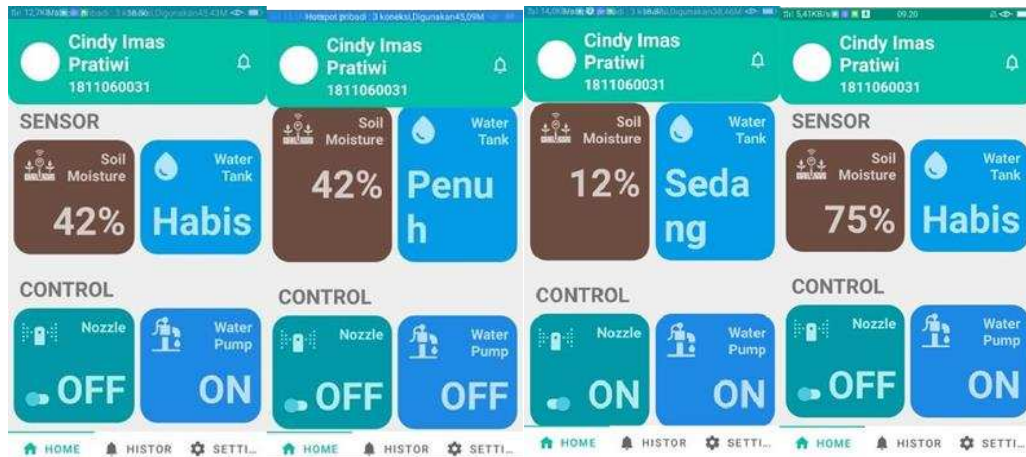 Cindy Imas
Pratiwi
1811060031
SENSOR
Soil
Moisture
42%
Water
Tank
Habis
CONTROL
Nozzle
OFF
Water
Pump
ON
HOME
HISTOR
SETTI...
Hotspot pribadi : 3 koneksi,Digunakan45,09M
Cindy Imas
Pratiwi
1811060031
Soil
Moisture
42%
Water
Tank
Penu
h
CONTROL
Nozzle
OFF
Water
Pump
OFF
HOME
HISTOR
SETTI...
Cindy Imas
Pratiwi
1811060031
Soil
Moisture
12%
Water
Tank
Seda
ng
CONTROL
Nozzle
ON
Water
Pump
ON
HOME
HISTOR
SETTI...
5,41KB/s
09.20
Cindy Imas
Pratiwi
1811060031
SENSOR
Soil
Moisture
75%
Water
Tank
Habis
CONTROL
Nozzle
OFF
Water
Pump
ON
HOME
HISTOR
SETTI...